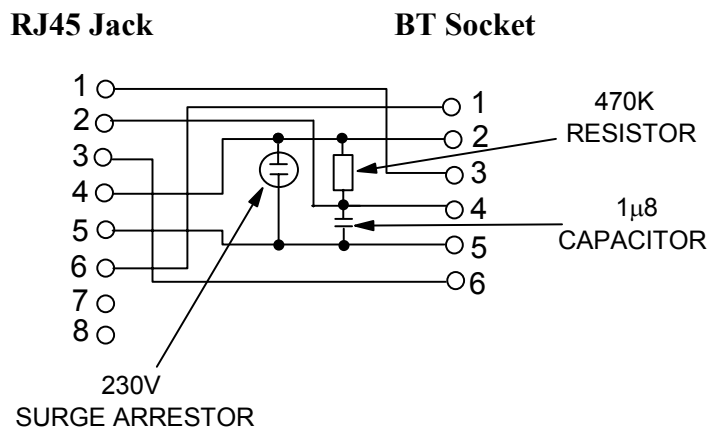 RJ45 Jack
BT Socket
1
2
3
4
5
6
7
8
1
2
3
4
5
6
470K
RESISTOR
1μ8
CAPACITOR
230V
SURGE ARRESTOR